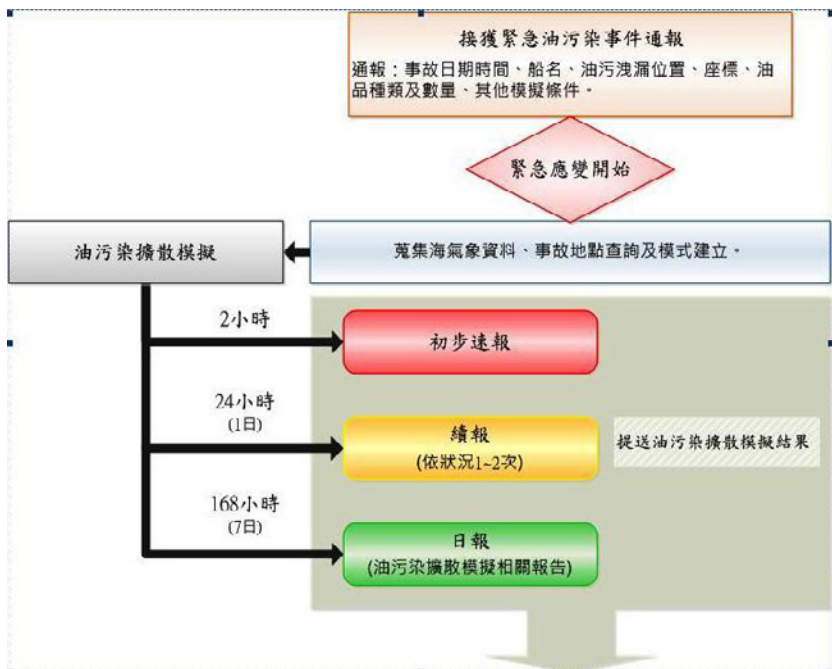 接獲緊急油污染事件通報
通報：事故日期時間、船名、油污洩漏位置、座標、油
品種類及數量、其他模擬條件。
緊急應變開始
油污染擴散模擬
蒐集海氣象資料、事故地點查詢及模式建立。
2小時
初步速報
24小時
(1日)
續報
(依狀況1~2次)
提送油污染擴散模擬結果
168小時
(7日)
日報
(油污染擴散模擬相關報告)